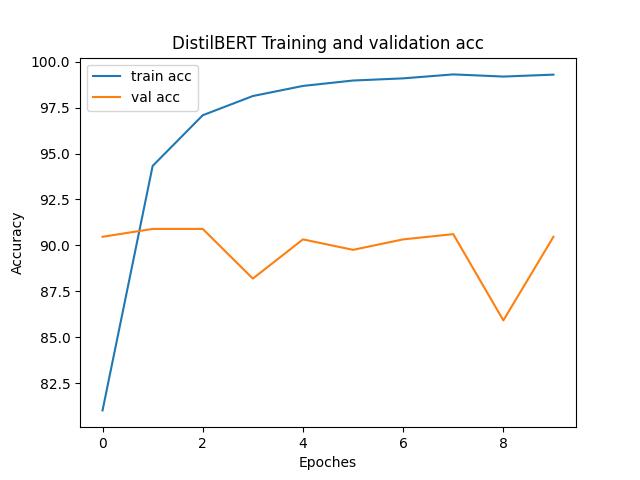 DistilBERT Training and validation acc
train acc
val acc
100.0
97.5
95.0
92.5
90.0
87.5
85.0
82.5
Accuracy
0
2
4
6
8
Epoches